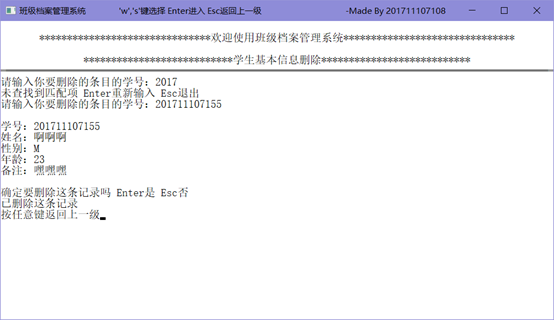 班级档案管理系统 'w','s'键选择 Enter进入 Esc返回上一级 -Made By 201711107108
*******************************欢迎使用班级档案管理系统*******************************
***************************学生基本信息删除***************************
请输入你要删除的条目的学号：2017
未查找到匹配项 Enter重新输入 Esc退出
请输入你要删除的条目的学号：201711107155
学号：201711107155
姓名：啊啊啊
性别：M
年龄：23
备注：嘿嘿嘿
确定要删除这条记录吗 Enter是 Esc否
已删除这条记录
按任意键返回上一级